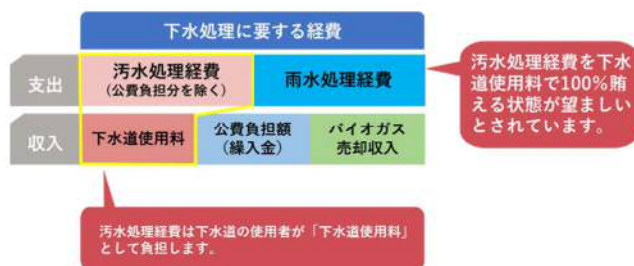 下水処理に要する経費
支出
汚水処理経費
(公費負担分を除く)
雨水処理経費
収入
下水道使用料
公費負担額
(繰入金)
バイオガス
売却収入
汚水処理経費を下水
道使用料で100%賄
える状態が望ましい
とされています。
汚水処理経費は下水道の使用者が「下水道使用料」
として負担します。